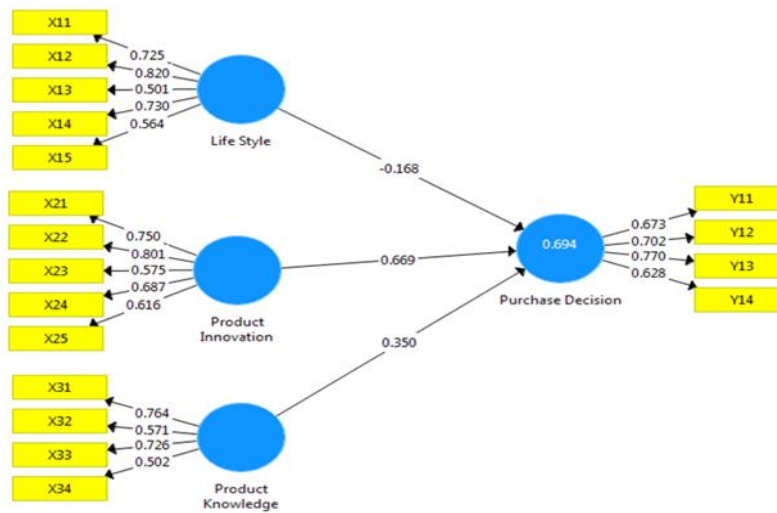 X11
X12
X13
X14
X15
0.725
0.820
0.501
0.730
0.564
Life Style
-0.168
X21
X22
X23
X24
X25
0.750
0.801
0.575
0.687
0.616
Product
Innovation
0.669
X31
X32
X33
X34
0.764
0.571
0.726
0.502
Product
Knowledge
0.350
0.694
Purchase Decision
0.673
0.702
0.770
0.628
Y11
Y12
Y13
Y14